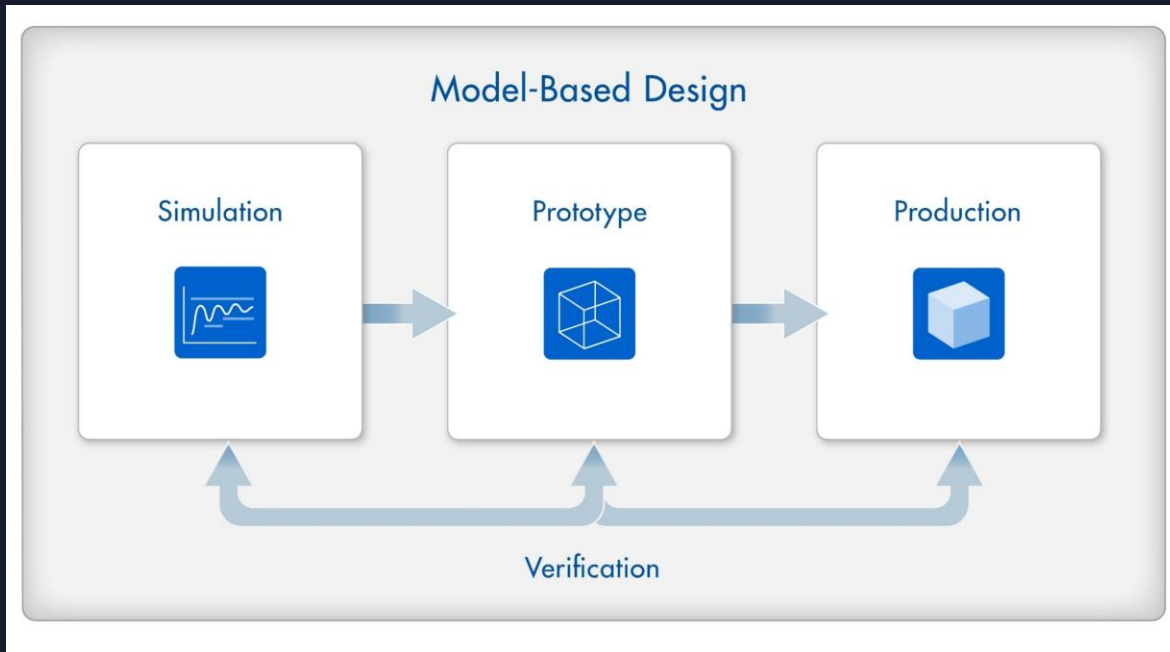 Model-Based Design
Simulation
Prototype
Production
Verification